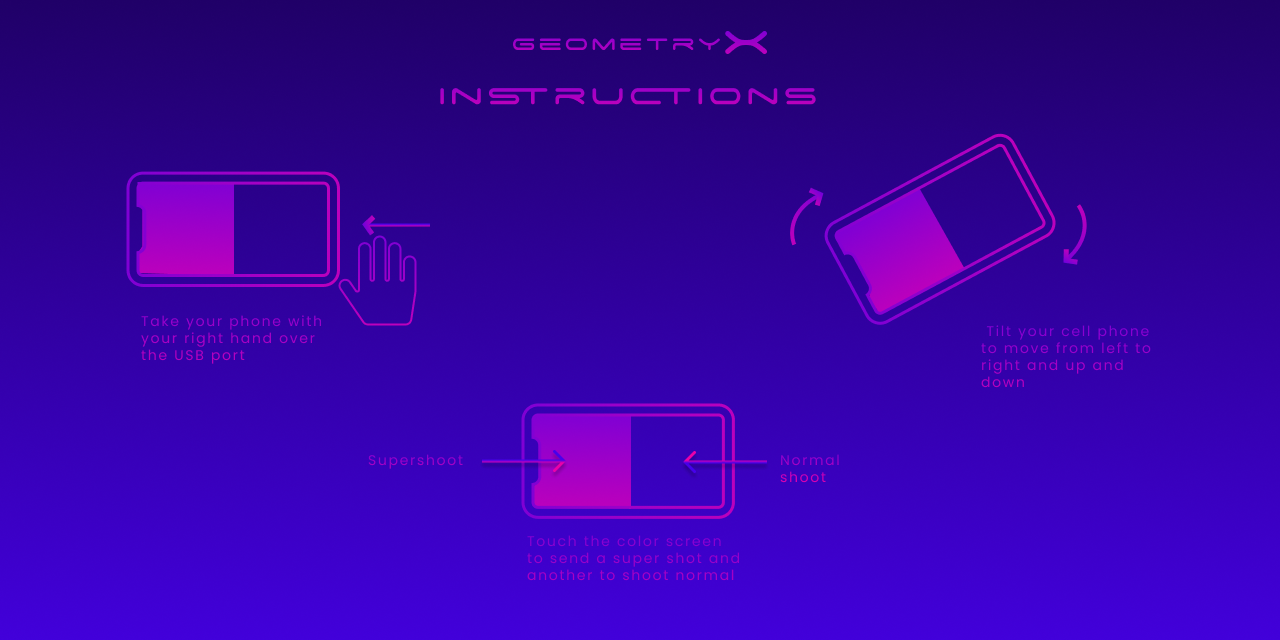 GEOMETRYX
INSTRUCTIONS
Take your phone with
your right hand over
the USB port
Tilt your cell phone
to move from left to
right and up and
down
Supershoot
Normal
shoot
Touch the color screen .
to send a super shot and
another to shoot normal